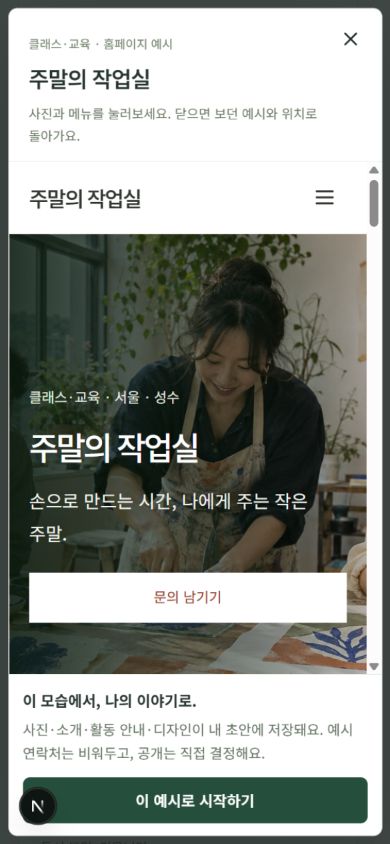 클래스·교육 · 홈페이지 예시
주말의 작업실
사진과 메뉴를 눌러보세요. 닫으면 보던 예시와 위치로
돌아가요.
주말의 작업실
클래스·교육 · 서울 · 성수
주말의 작업실
손으로 만드는 시간, 나에게 주는 작은
주말.
문의 남기기
이 모습에서, 나의 이야기로.
사진·소개·활동 안내·디자인이 내 초안에 저장돼요. 예시
연락처는 비워두고, 공개는 직접 결정해요.
이 예시로 시작하기
N